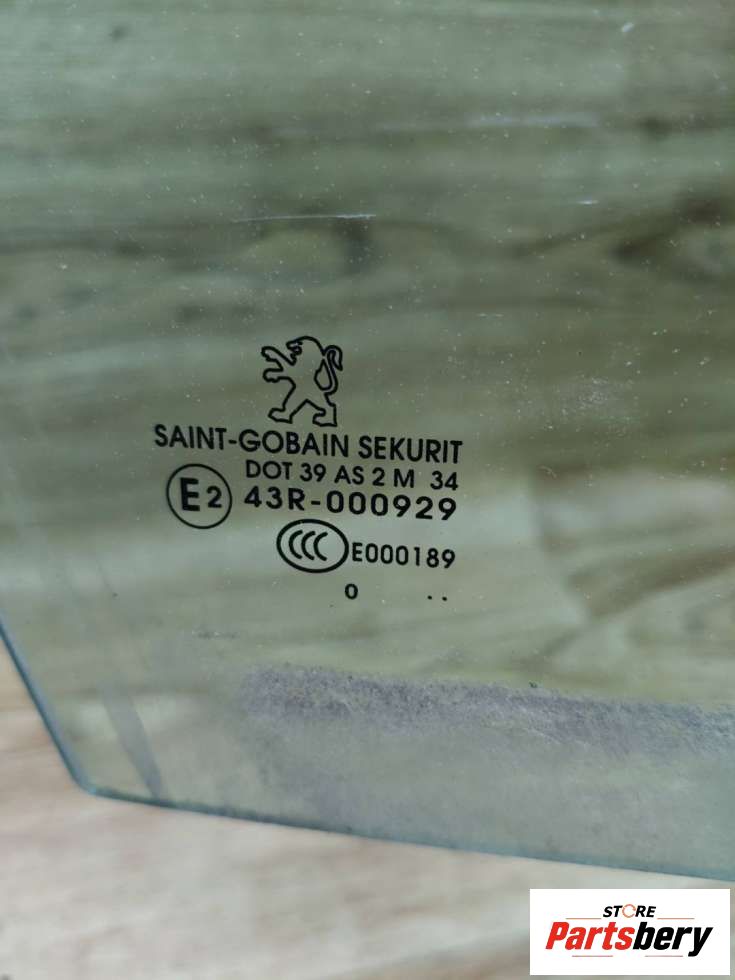 SAINT-GOBAIN SEKURIT
DOT 39 AS 2 M 34
E2 43R-000929
CCC E000189
0 ..
STORE
Partsbery